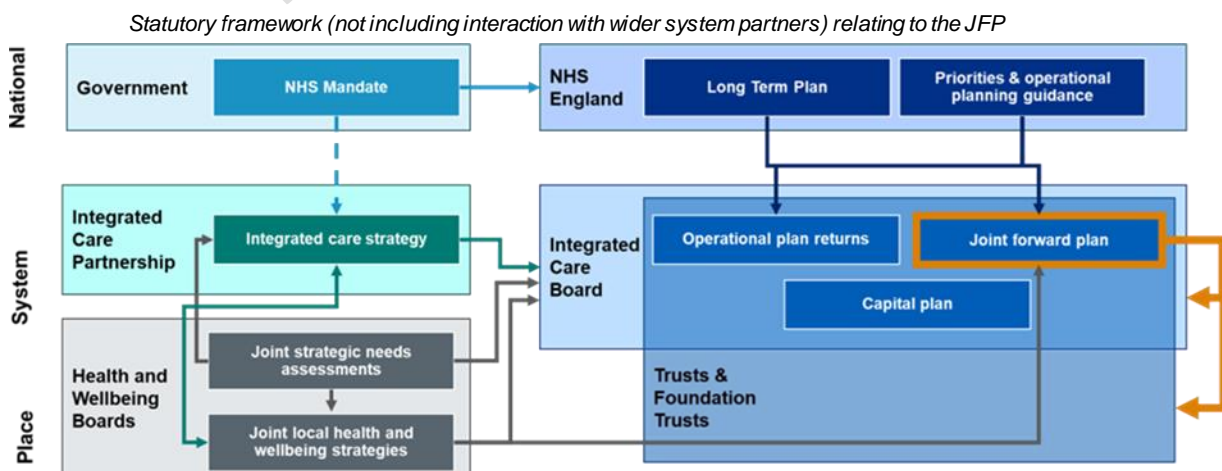 Statutory framework (not including interaction with wider system partners) relating to the JFP
National
Government
NHS Mandate
NHS
England
Long Term Plan
Priorities & operational
planning guidance
System
Integrated
Care
Partnership
Integrated care strategy
Integrated
Care
Board
Operational plan returns
Joint forward plan
Capital plan
Place
Health and
Wellbeing
Boards
Joint strategic needs
assessments
Joint local health and
wellbeing strategies
Trusts &
Foundation
Trusts